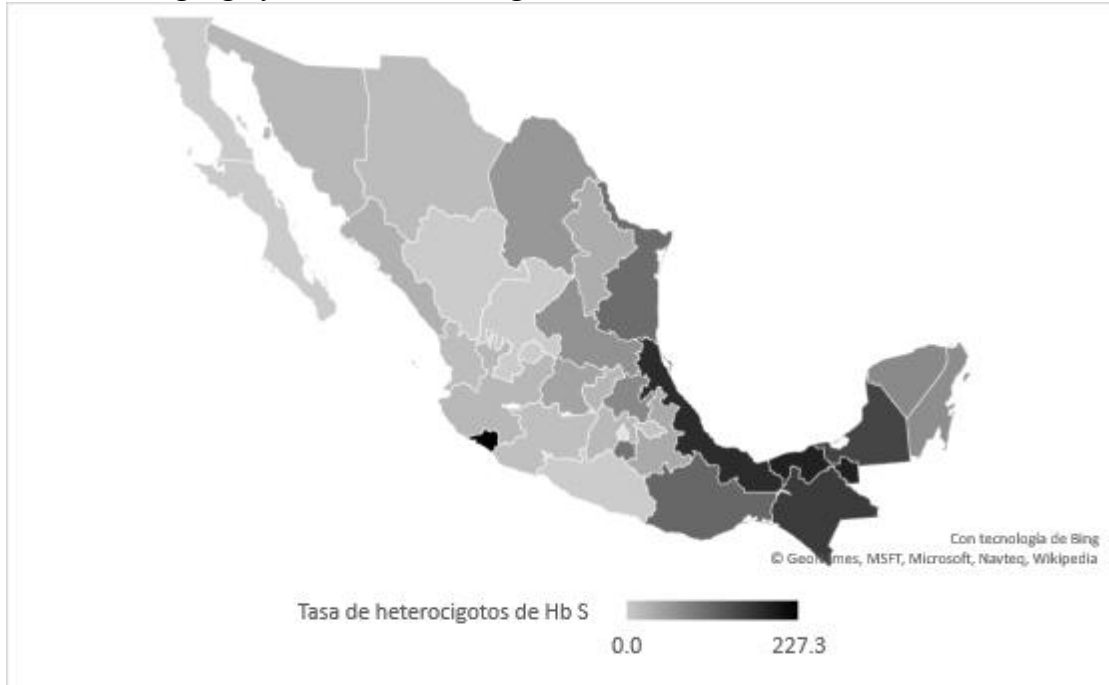 Con tecnología de Bing
© GeoNames, MSFT, Microsoft, Navteq, Wikipedia
Tasa de heterocigotos de Hb S
0.0
227.3